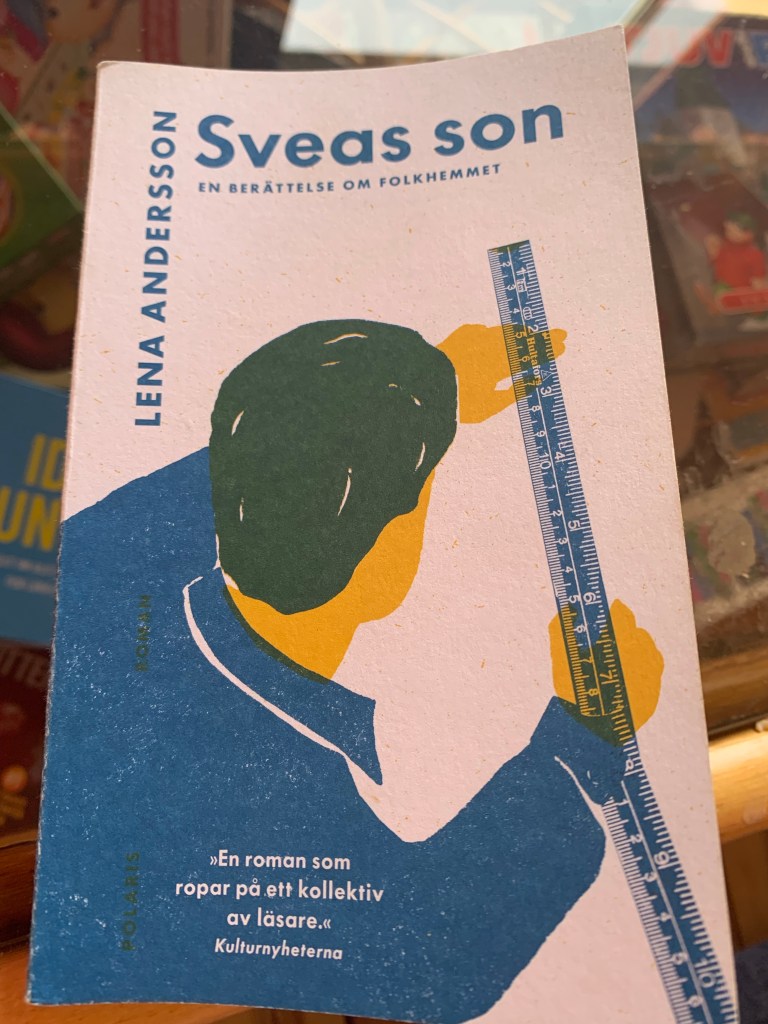 Sveas son
EN BERÄTTELSE OM FOLKHEMMET
LENA ANDERSSON
Hultafors
ROMAN
POLARIS
»En roman som
ropar på ett kollektiv
av läsare.«
Kulturnyheterna